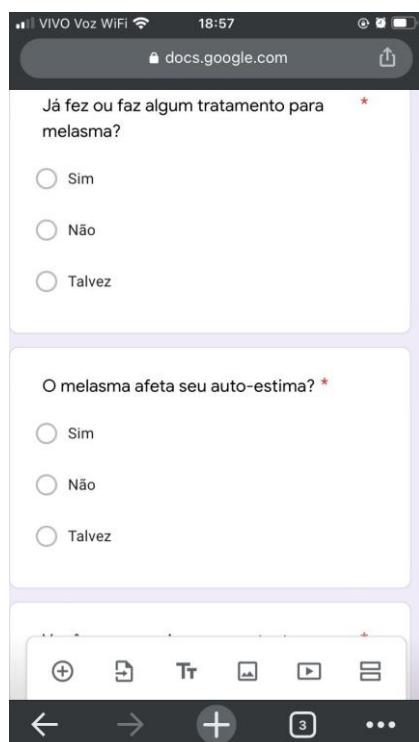 VIVO Voz WiFi 18:57
docs.google.com
Já fez ou faz algum tratamento para *
melasma?
Sim
Não
Talvez
O melasma afeta seu auto-estima? *
Sim
Não
Talvez
Tт
3